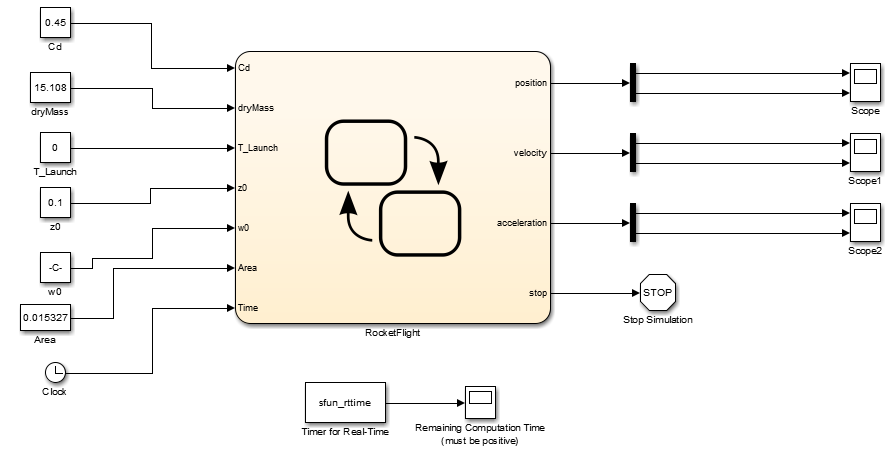 0.45
Cd
15.108
dryMass
0
T_Launch
0.1
z0
-C-
w0
0.015327
Area
Clock
Cd
dryMass
T_Launch
z0
w0
Area
Time
position
velocity
acceleration
stop
RocketFlight
Scope
Scope1
Scope2
STOP
Stop Simulation
sfun_rttime
Timer for Real-Time
Remaining Computation Time
(must be positive)